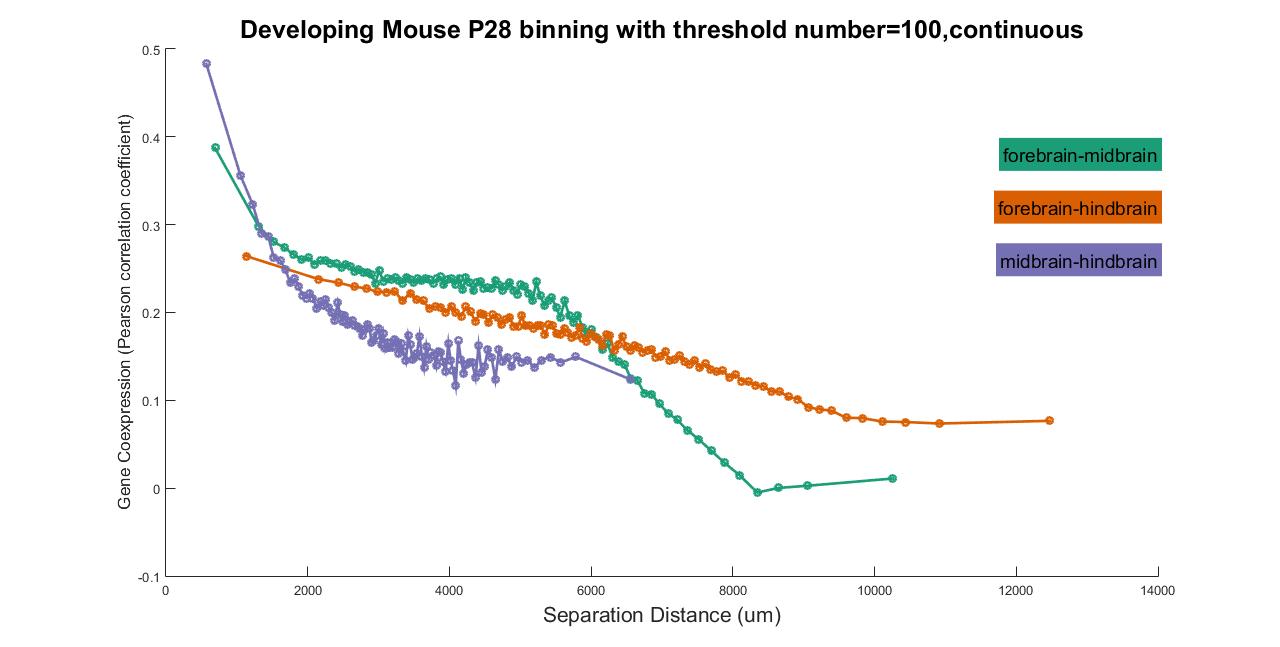 Developing Mouse P28 binning with threshold number=100,continuous
Gene Coexpression (Pearson correlation coefficient)
0.5
0.4
0.3
0.2
0.1
0
-0.1
forebrain-midbrain
forebrain-hindbrain
midbrain-hindbrain
0 2000 4000 6000 8000 10000 12000 14000
Separation Distance (um)